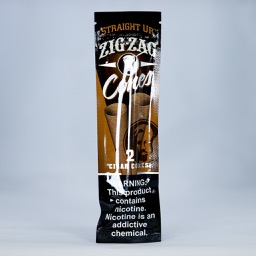 STRAIGHT UP
ZIG-ZAG
Cones
2
CIGAR CONES
WARNING:
This product
contains
nicotine.
Nicotine is an
addictive
chemical.